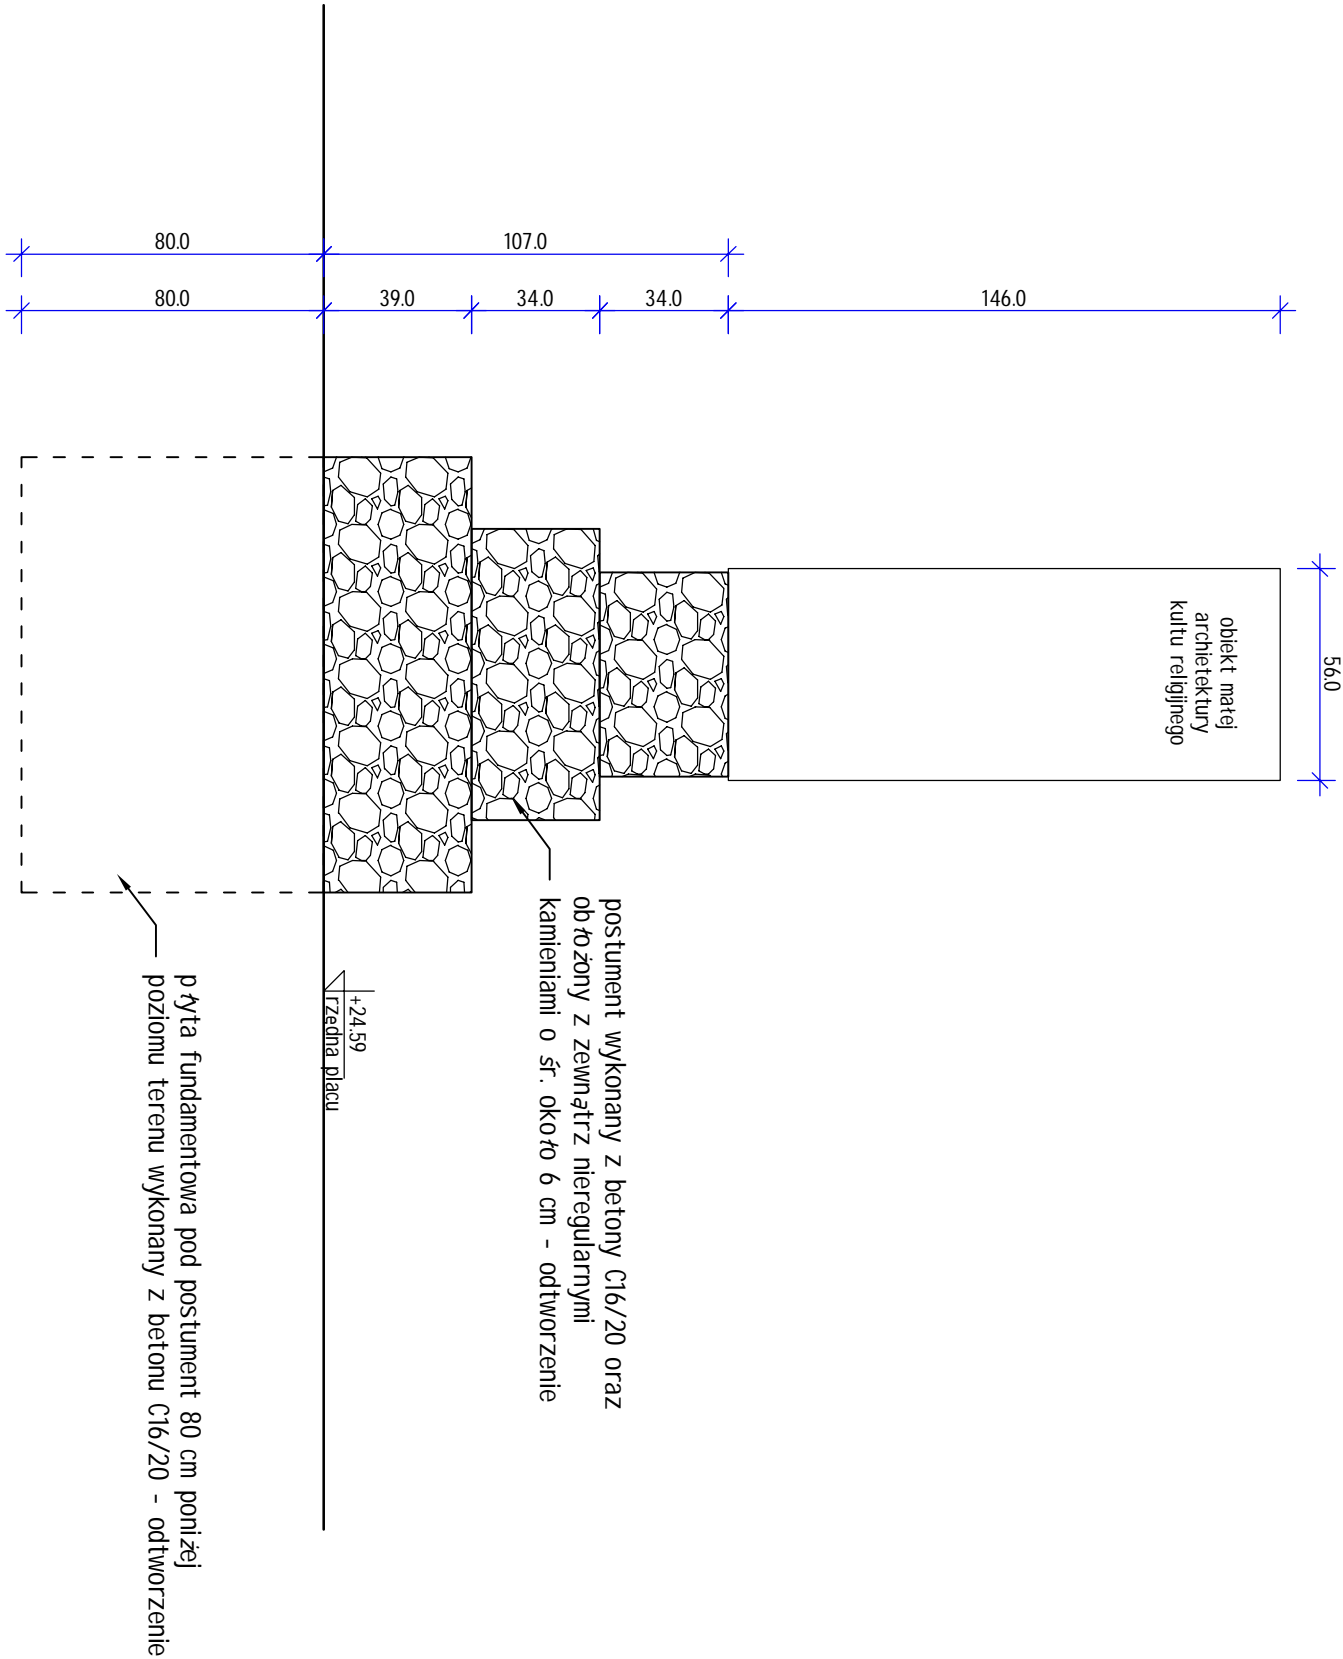 80.0
107.0
80.0
39.0
34.0
34.0
146.0
56.0
obiekt małej
archietektury
kultu religijnego
postument wykonany z betony C16/20 oraz
obłożony z zewnątrz nieregularnymi
kamieniami o śr. około 6 cm - odtworzenie
+24.59
rzędna placu
płyta fundamentowa pod postument 80 cm poniżej
poziomu terenu wykonany z betonu C16/20 - odtworzenie